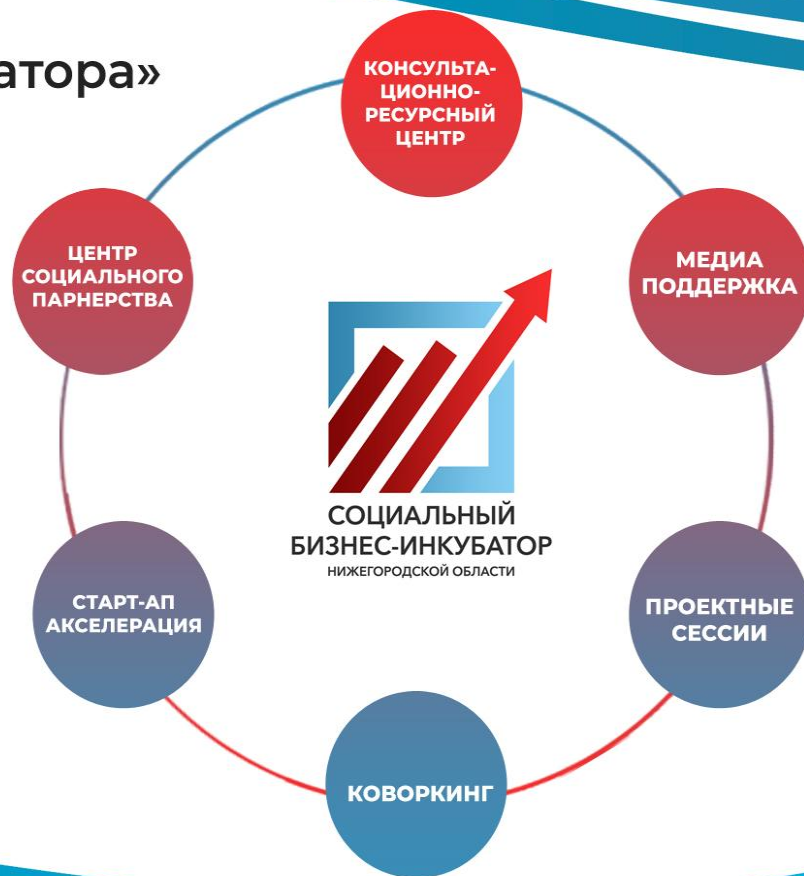 атора»
КОНСУЛЬТА-
ЦИОННО-
РЕСУРСНЫЙ
ЦЕНТР
ЦЕНТР
СОЦИАЛЬНОГО
ПАРНЕРСТВА
МЕДИА
ПОДДЕРЖКА
СОЦИАЛЬНЫЙ
БИЗНЕС-ИНКУБАТОР
НИЖЕГОРОДСКОЙ ОБЛАСТИ
СТАРТ-АП
АКСЕЛЕРАЦИЯ
ПРОЕКТНЫЕ
СЕССИИ
КОВОРКИНГ